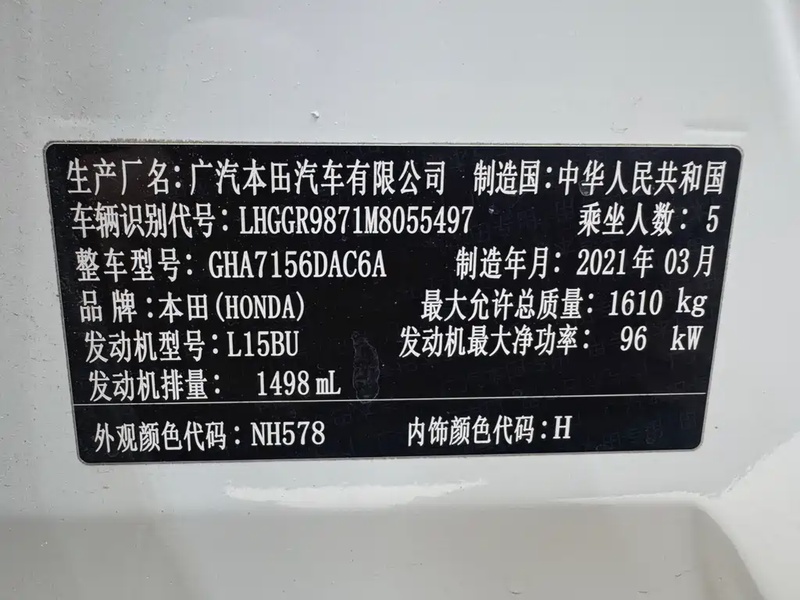 生产厂名: 广汽本田汽车有限公司 制造国: 中华人民共和国
车辆识别代号: LHGGR9871M8055497 乘坐人数: 5
整车型号: GHA7156DAC6A 制造年月: 2021年 03月
品牌: 本田(HONDA) 最大允许总质量: 1610 kg
发动机型号: L15BU 发动机最大净功率: 96 kW
发动机排量: 1498 mL
外观颜色代码: NH578 内饰颜色代码: H